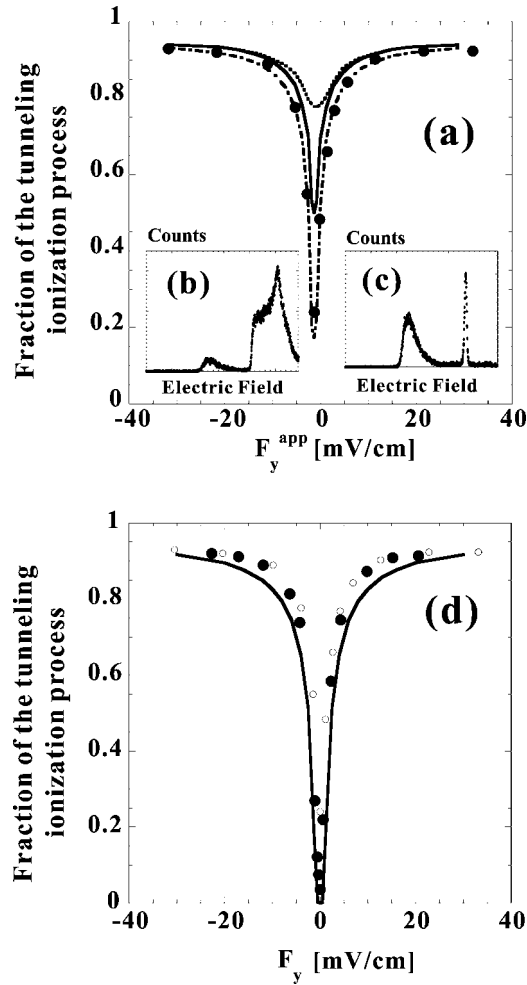 Fraction of the tunneling
ionization process
1
0.8
0.6
0.4
0.2
0
(a)
Counts
(b)
Electric Field
Counts
(c)
Electric Field
-40
-20
0
20
40
F_y^app [mV/cm]
Fraction of the tunneling
ionization process
1
0.8
0.6
0.4
0.2
0
(d)
-40
-20
0
20
40
F_y [mV/cm]